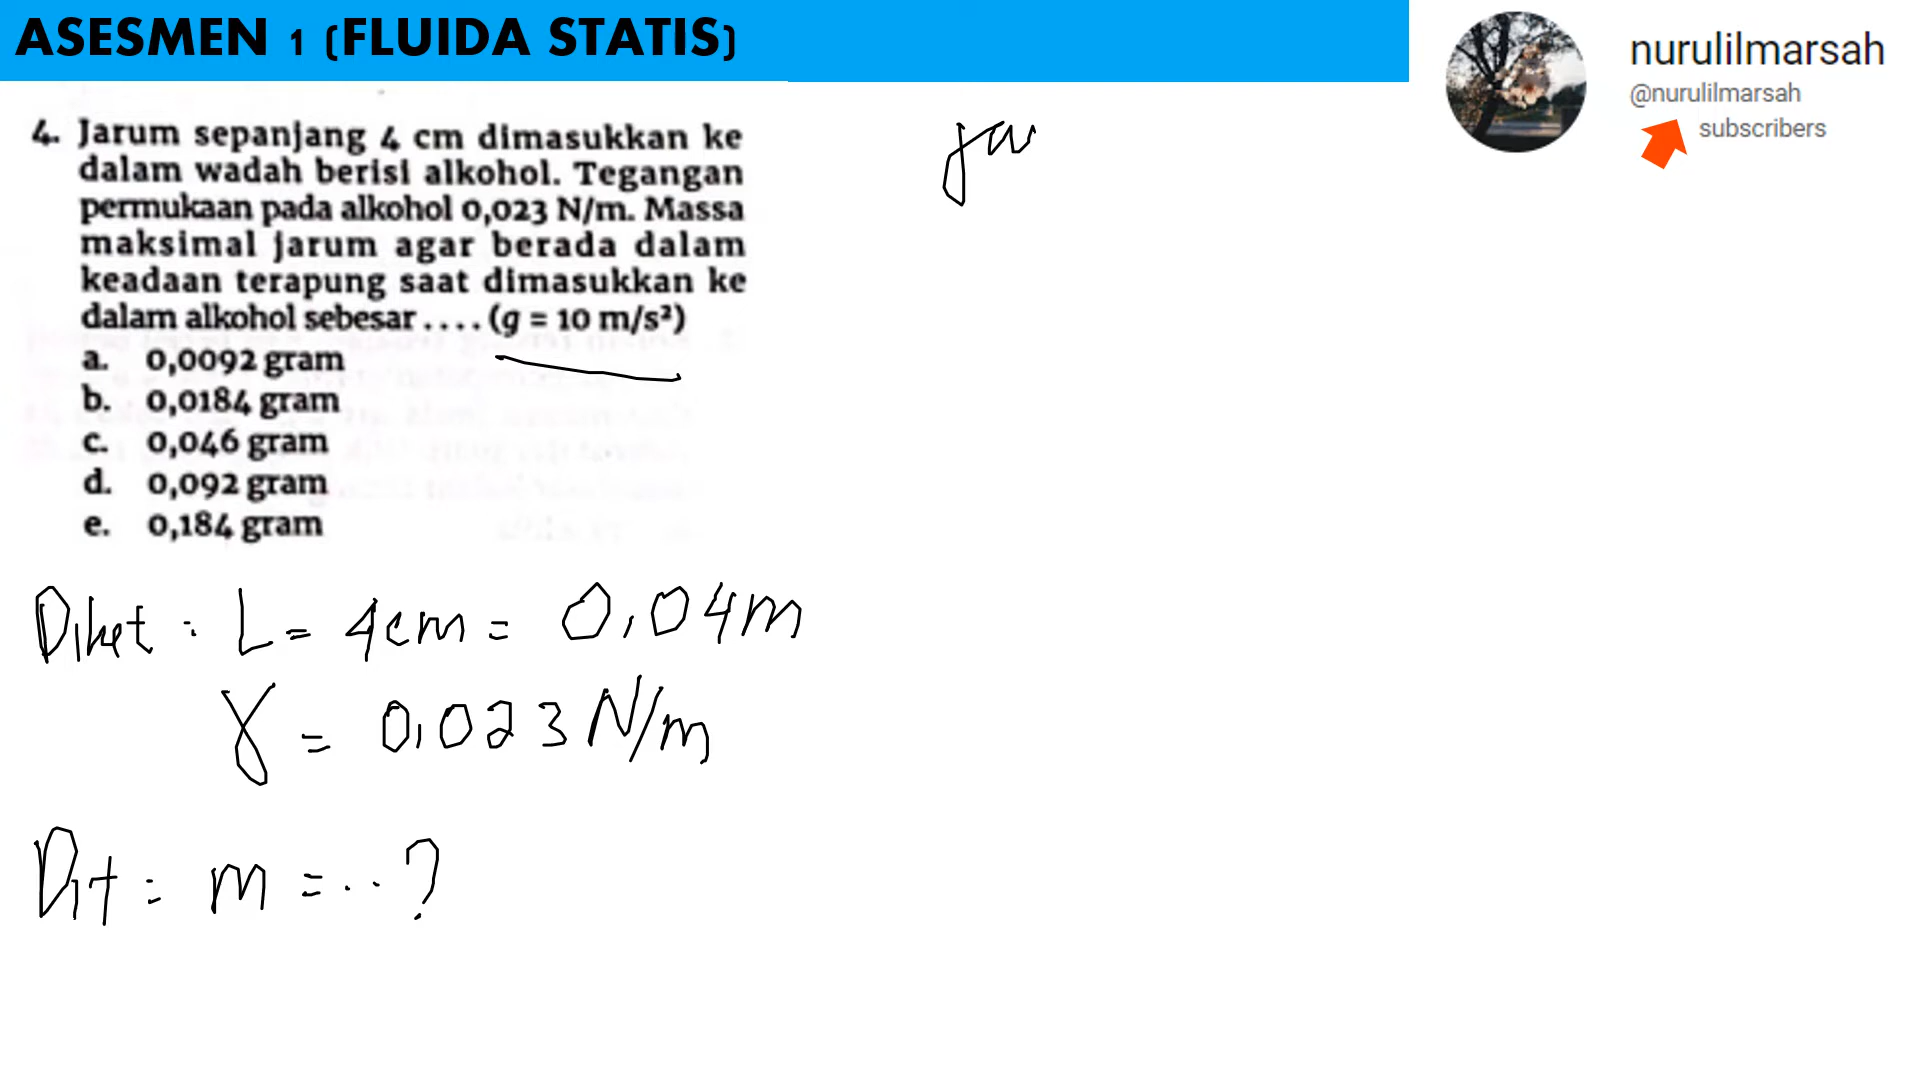 ASESMEN 1 (FLUIDA STATIS)
nurulilmarsah
@nurulilmarsah
subscribers
4. Jarum sepanjang 4 cm dimasukkan ke
dalam wadah berisi alkohol. Tegangan
permukaan pada alkohol 0,023 N/m. Massa
maksimal jarum agar berada dalam
keadaan terapung saat dimasukkan ke
dalam alkohol sebesar .... (g = 10 m/s²)
a. 0,0092 gram
b. 0,0184 gram
c. 0,046 gram
d. 0,092 gram
e. 0,184 gram
Diket : L = 4cm = 0,04m
γ = 0,023 N/m
Dit : m = ..?